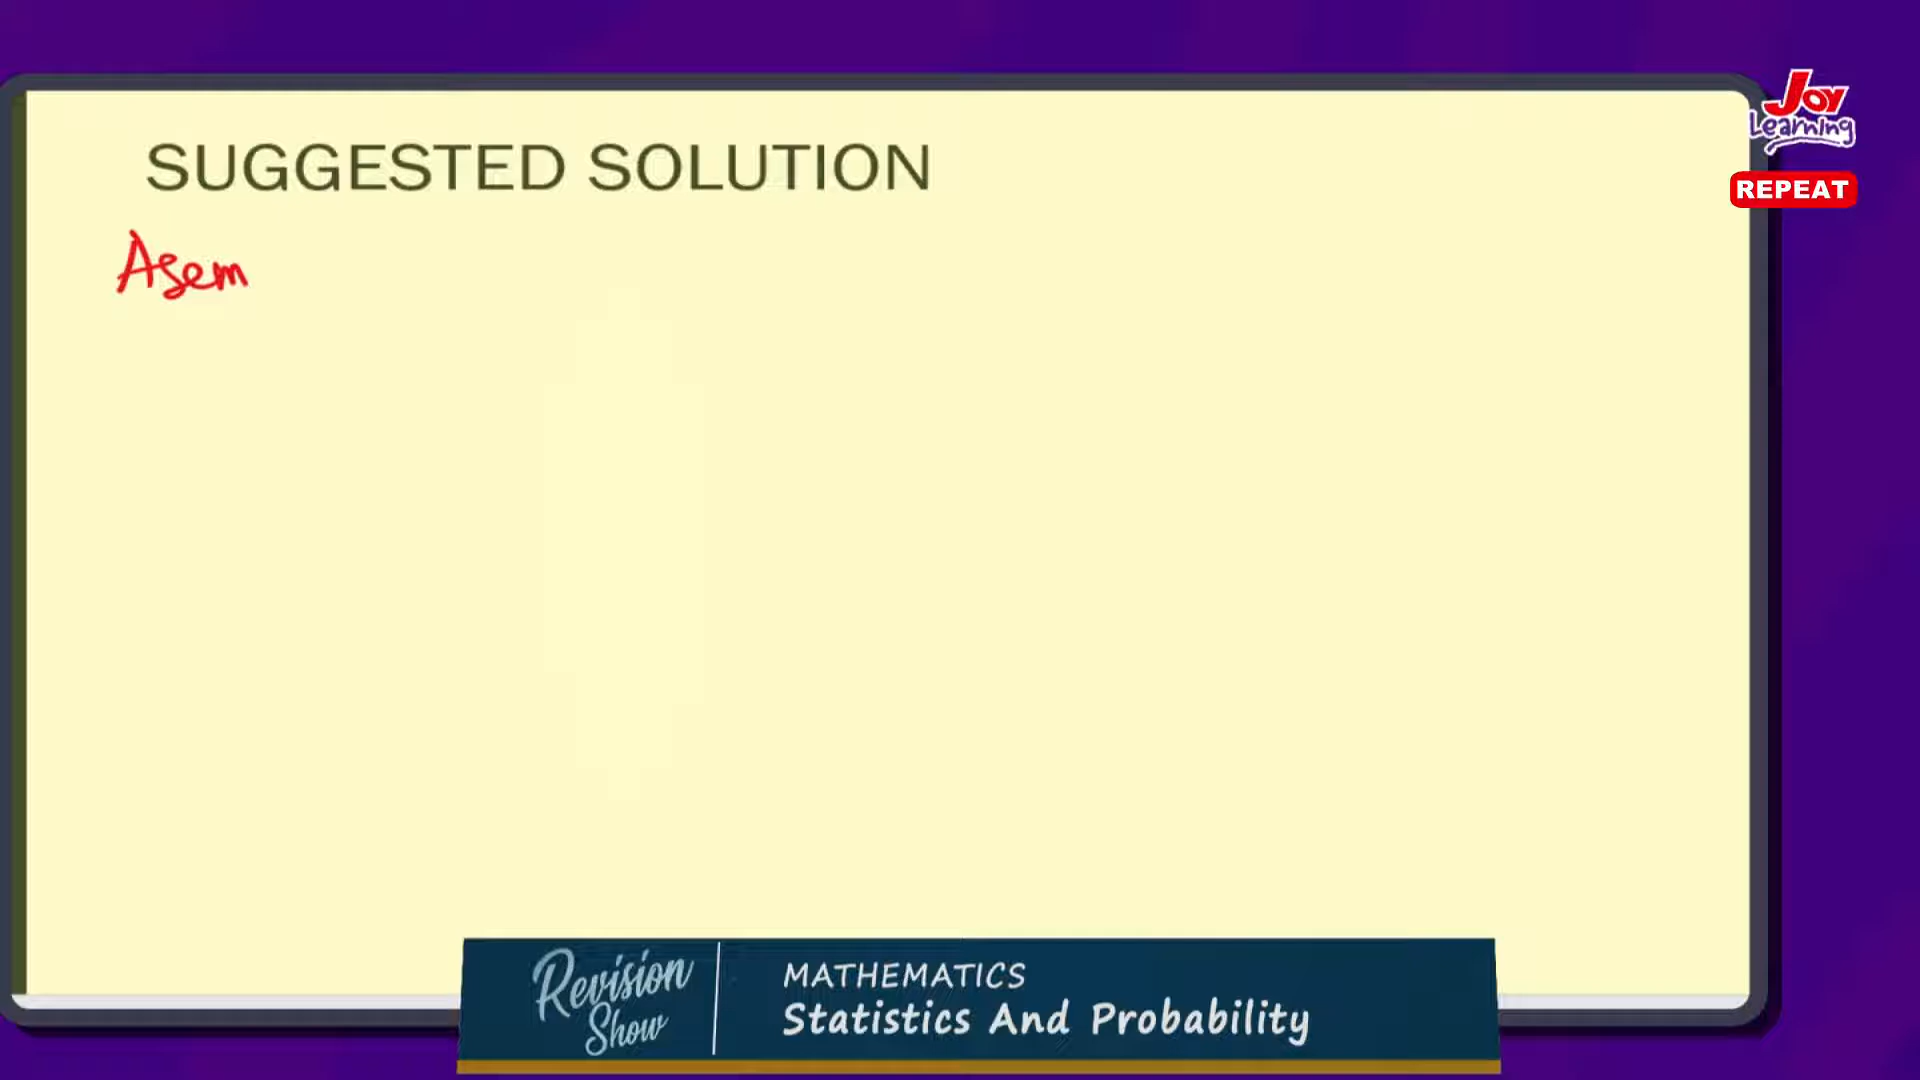 Joy
Learning
REPEAT
SUGGESTED SOLUTION
Asem
Revision
Show
MATHEMATICS
Statistics And Probability